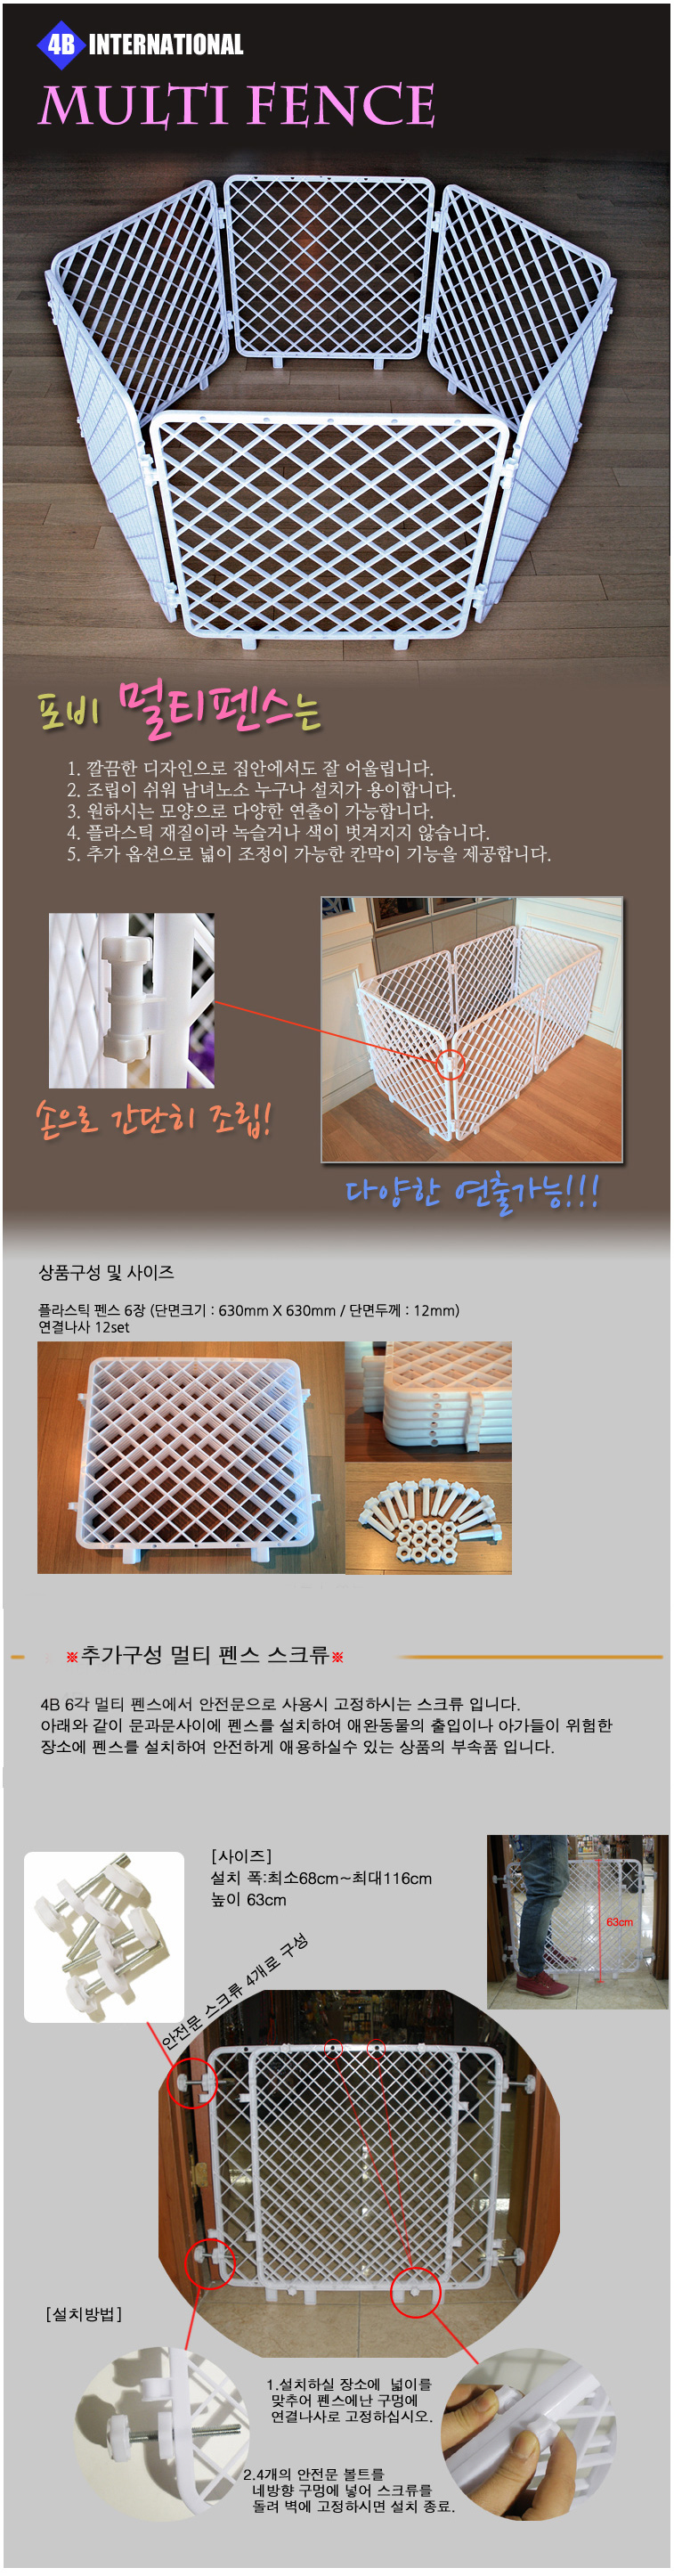 4B INTERNATIONAL
MULTI FENCE
포비 멀티펜스는
1. 깔끔한 디자인으로 집안에서도 잘 어울립니다.
2. 조립이 쉬워 남녀노소 누구나 설치가 용이합니다.
3. 원하시는 모양으로 다양한 연출이 가능합니다.
4. 플라스틱 재질이라 녹슬거나 색이 벗겨지지 않습니다.
5. 추가 옵션으로 넓이 조정이 가능한 칸막이 기능을 제공합니다.
손으로 간단히 조립!
다양한 연출가능!!!
상품구성 및 사이즈
플라스틱 펜스 6장 (단면크기 : 630mm X 630mm / 단면두께 : 12mm)
연결나사 12set
※추가구성 멀티 펜스 스크류※
4B 6각 멀티 펜스에서 안전문으로 사용시 고정하시는 스크류 입니다.
아래와 같이 문과문사이에 펜스를 설치하여 애완동물의 출입이나 아가들이 위험한
장소에 펜스를 설치하여 안전하게 애용하실수 있는 상품의 부속품 입니다.
[사이즈]
설치 폭:최소68cm~최대116cm
높이 63cm
63cm
안전문 스크류 4개로 구성
[설치방법]
1.설치하실 장소에 넓이를
맞추어 펜스에난 구멍에
연결나사로 고정하십시오.
2.4개의 안전문 볼트를
네방향 구멍에 넣어 스크류를
돌려 벽에 고정하시면 설치 종료.